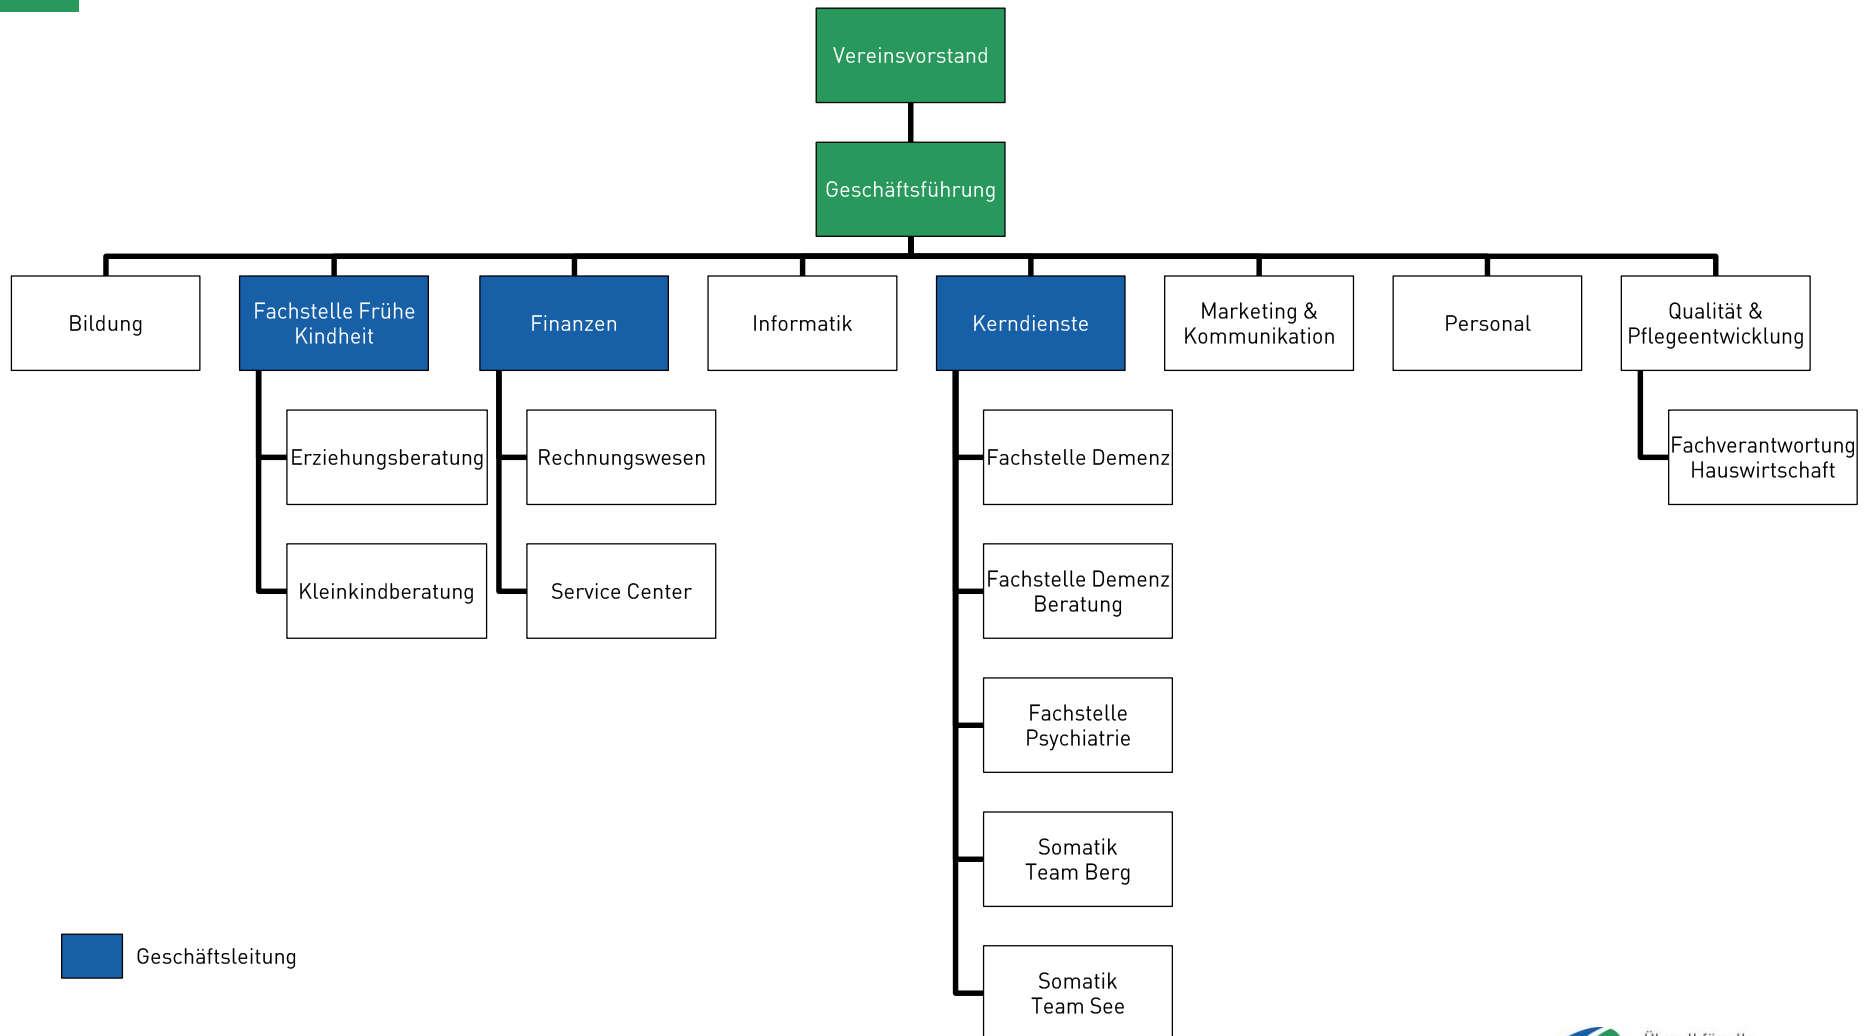 Vereinsvorstand
Geschäftsführung
Bildung
Fachstelle Frühe
Kindheit
Finanzen
Informatik
Kerndienste
Marketing &
Kommunikation
Personal
Qualität &
Pflegeentwicklung
Erziehungsberatung
Rechnungswesen
Fachstelle Demenz
Fachverantwortung
Hauswirtschaft
Kleinkindberatung
Service Center
Fachstelle Demenz
Beratung
Fachstelle
Psychiatrie
Somatik
Team Berg
Geschäftsleitung
Somatik
Team See